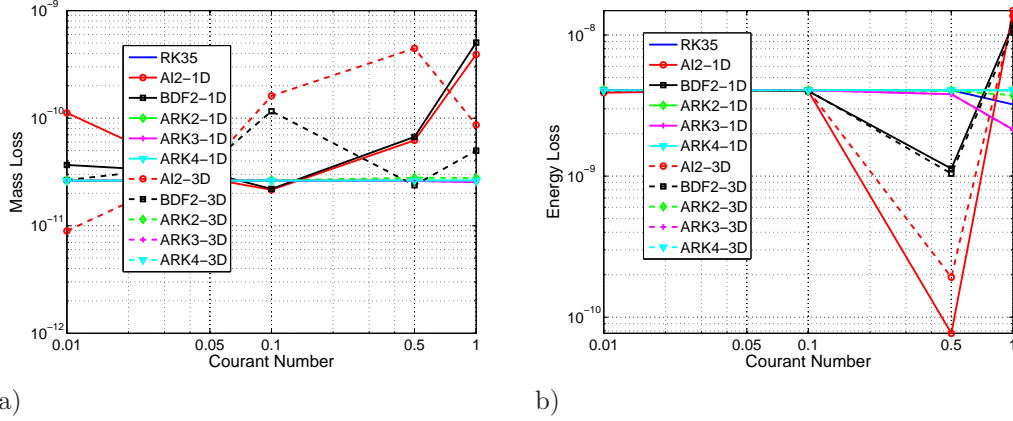 10^-9
10^-10
10^-11
10^-12
Mass Loss
0.01
0.05
0.1
0.5
1
Courant Number
RK35
AI2-1D
BDF2-1D
ARK2-1D
ARK3-1D
ARK4-1D
AI2-3D
BDF2-3D
ARK2-3D
ARK3-3D
ARK4-3D
a)
10^-8
10^-9
10^-10
Energy Loss
0.01
0.05
0.1
0.5
1
Courant Number
RK35
AI2-1D
BDF2-1D
ARK2-1D
ARK3-1D
ARK4-1D
AI2-3D
BDF2-3D
ARK2-3D
ARK3-3D
ARK4-3D
b)